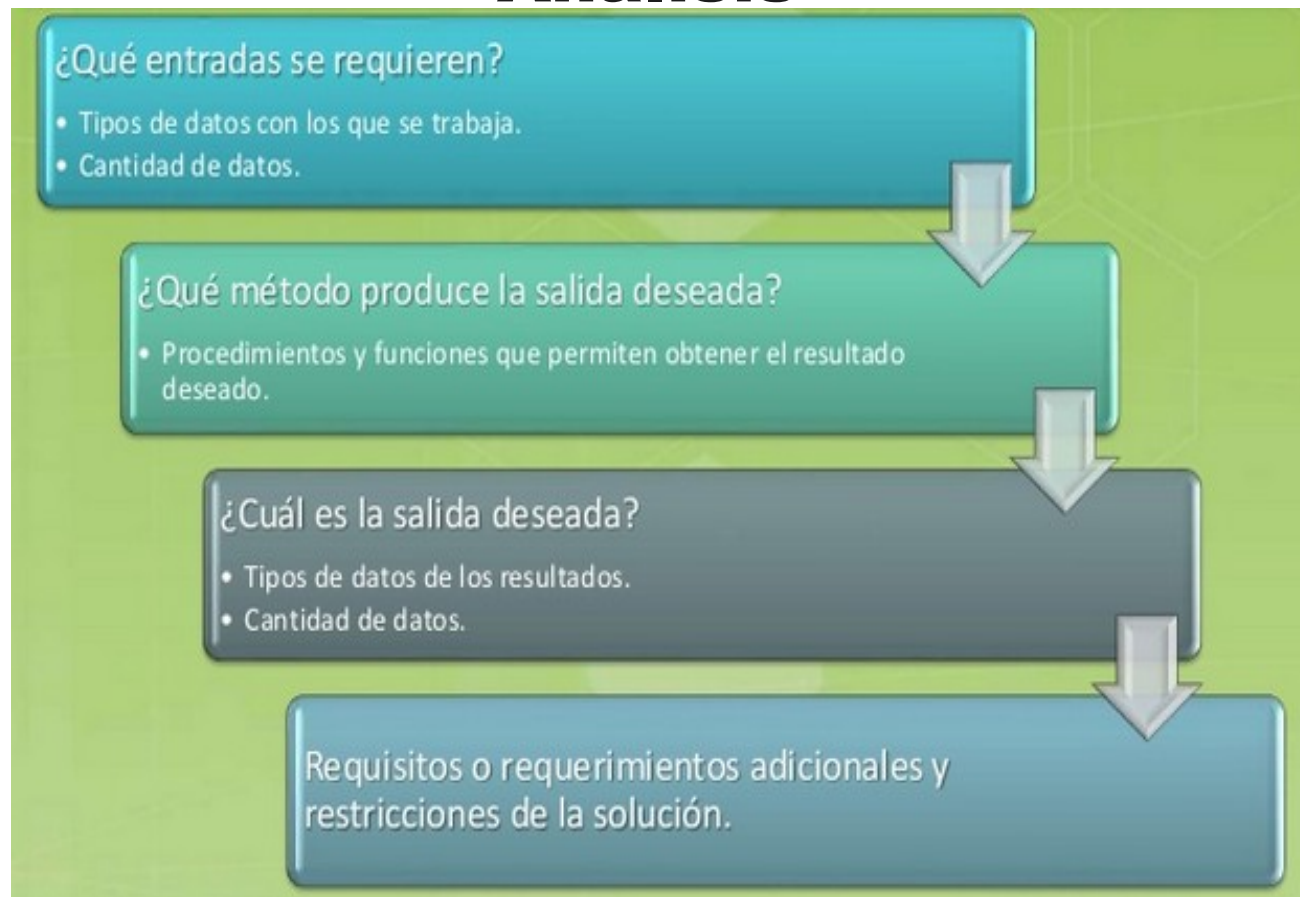 ¿Qué entradas se requieren?
• Tipos de datos con los que se trabaja.
• Cantidad de datos.
¿Qué método produce la salida deseada?
• Procedimientos y funciones que permiten obtener el resultado
deseado.
¿Cuál es la salida deseada?
• Tipos de datos de los resultados.
• Cantidad de datos.
Requisitos o requerimientos adicionales y
restricciones de la solución.